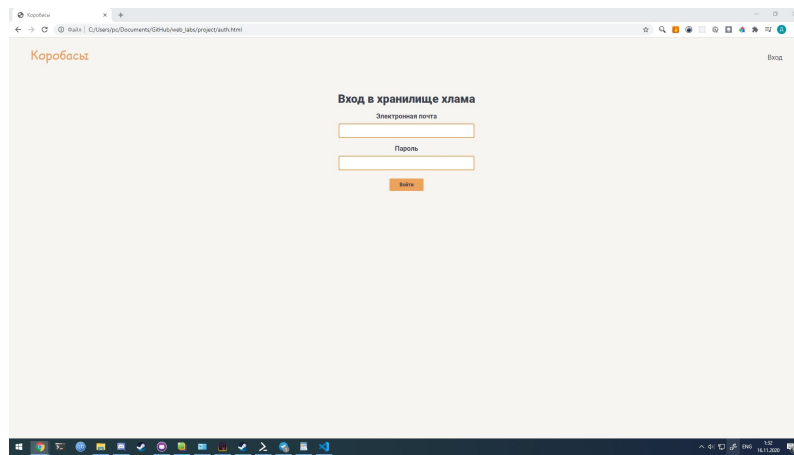 Коробасы
Файл | C:/Users/pc/Documents/GitHub/web_labs/project/auth.html
Коробасы
Вход
Вход в хранилище хлама
Электронная почта
Пароль
Войти
ENG
1:32
16.11.2020